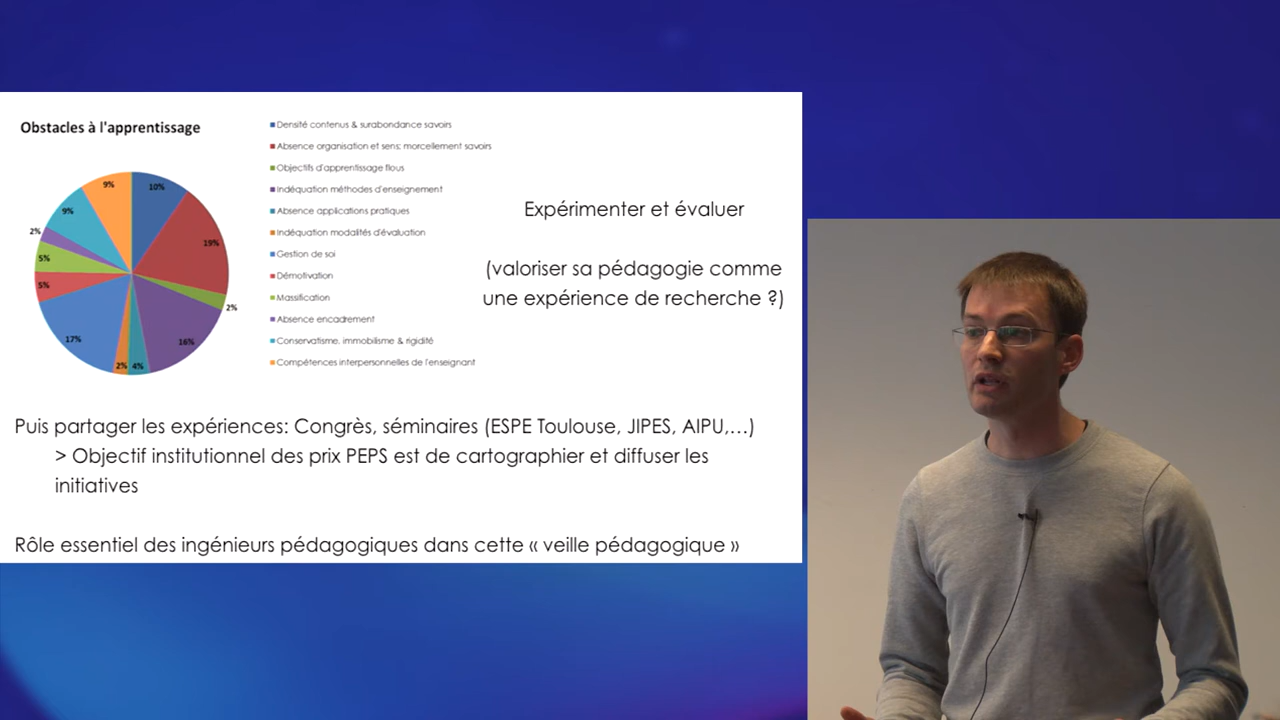 Obstacles à l'apprentissage
9%
10%
9%
19%
2%
5%
5%
2%
17%
16%
2%
4%
Densité contenus & surabondance savoirs
Absence organisation et sens: morcellement savoirs
Objectifs d'apprentissage flous
Indéquation méthodes d'enseignement
Absence applications pratiques
Indéquation modalités d'évaluation
Gestion de soi
Démotivation
Massification
Absence encadrement
Conservatisme, immobilisme & rigidité
Compétences interpersonnelles de l'enseignant
Expérimenter et évaluer
(valoriser sa pédagogie comme
une expérience de recherche ?)
Puis partager les expériences: Congrès, séminaires (ESPE Toulouse, JIPES, AIPU,…)
> Objectif institutionnel des prix PEPS est de cartographier et diffuser les
initiatives
Rôle essentiel des ingénieurs pédagogiques dans cette « veille pédagogique »